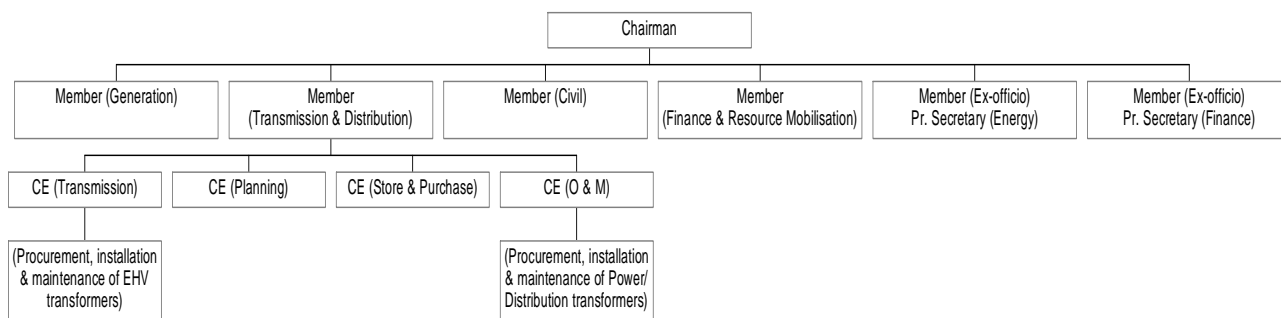 Chairman
Member (Generation)
Member
(Transmission & Distribution)
Member (Civil)
Member
(Finance & Resource Mobilisation)
Member (Ex-officio)
Pr. Secretary (Energy)
Member (Ex-officio)
Pr. Secretary (Finance)
CE (Transmission)
CE (Planning)
CE (Store & Purchase)
CE (O & M)
(Procurement, installation
& maintenance of EHV
transformers)
(Procurement, installation
& maintenance of Power/
Distribution transformers)